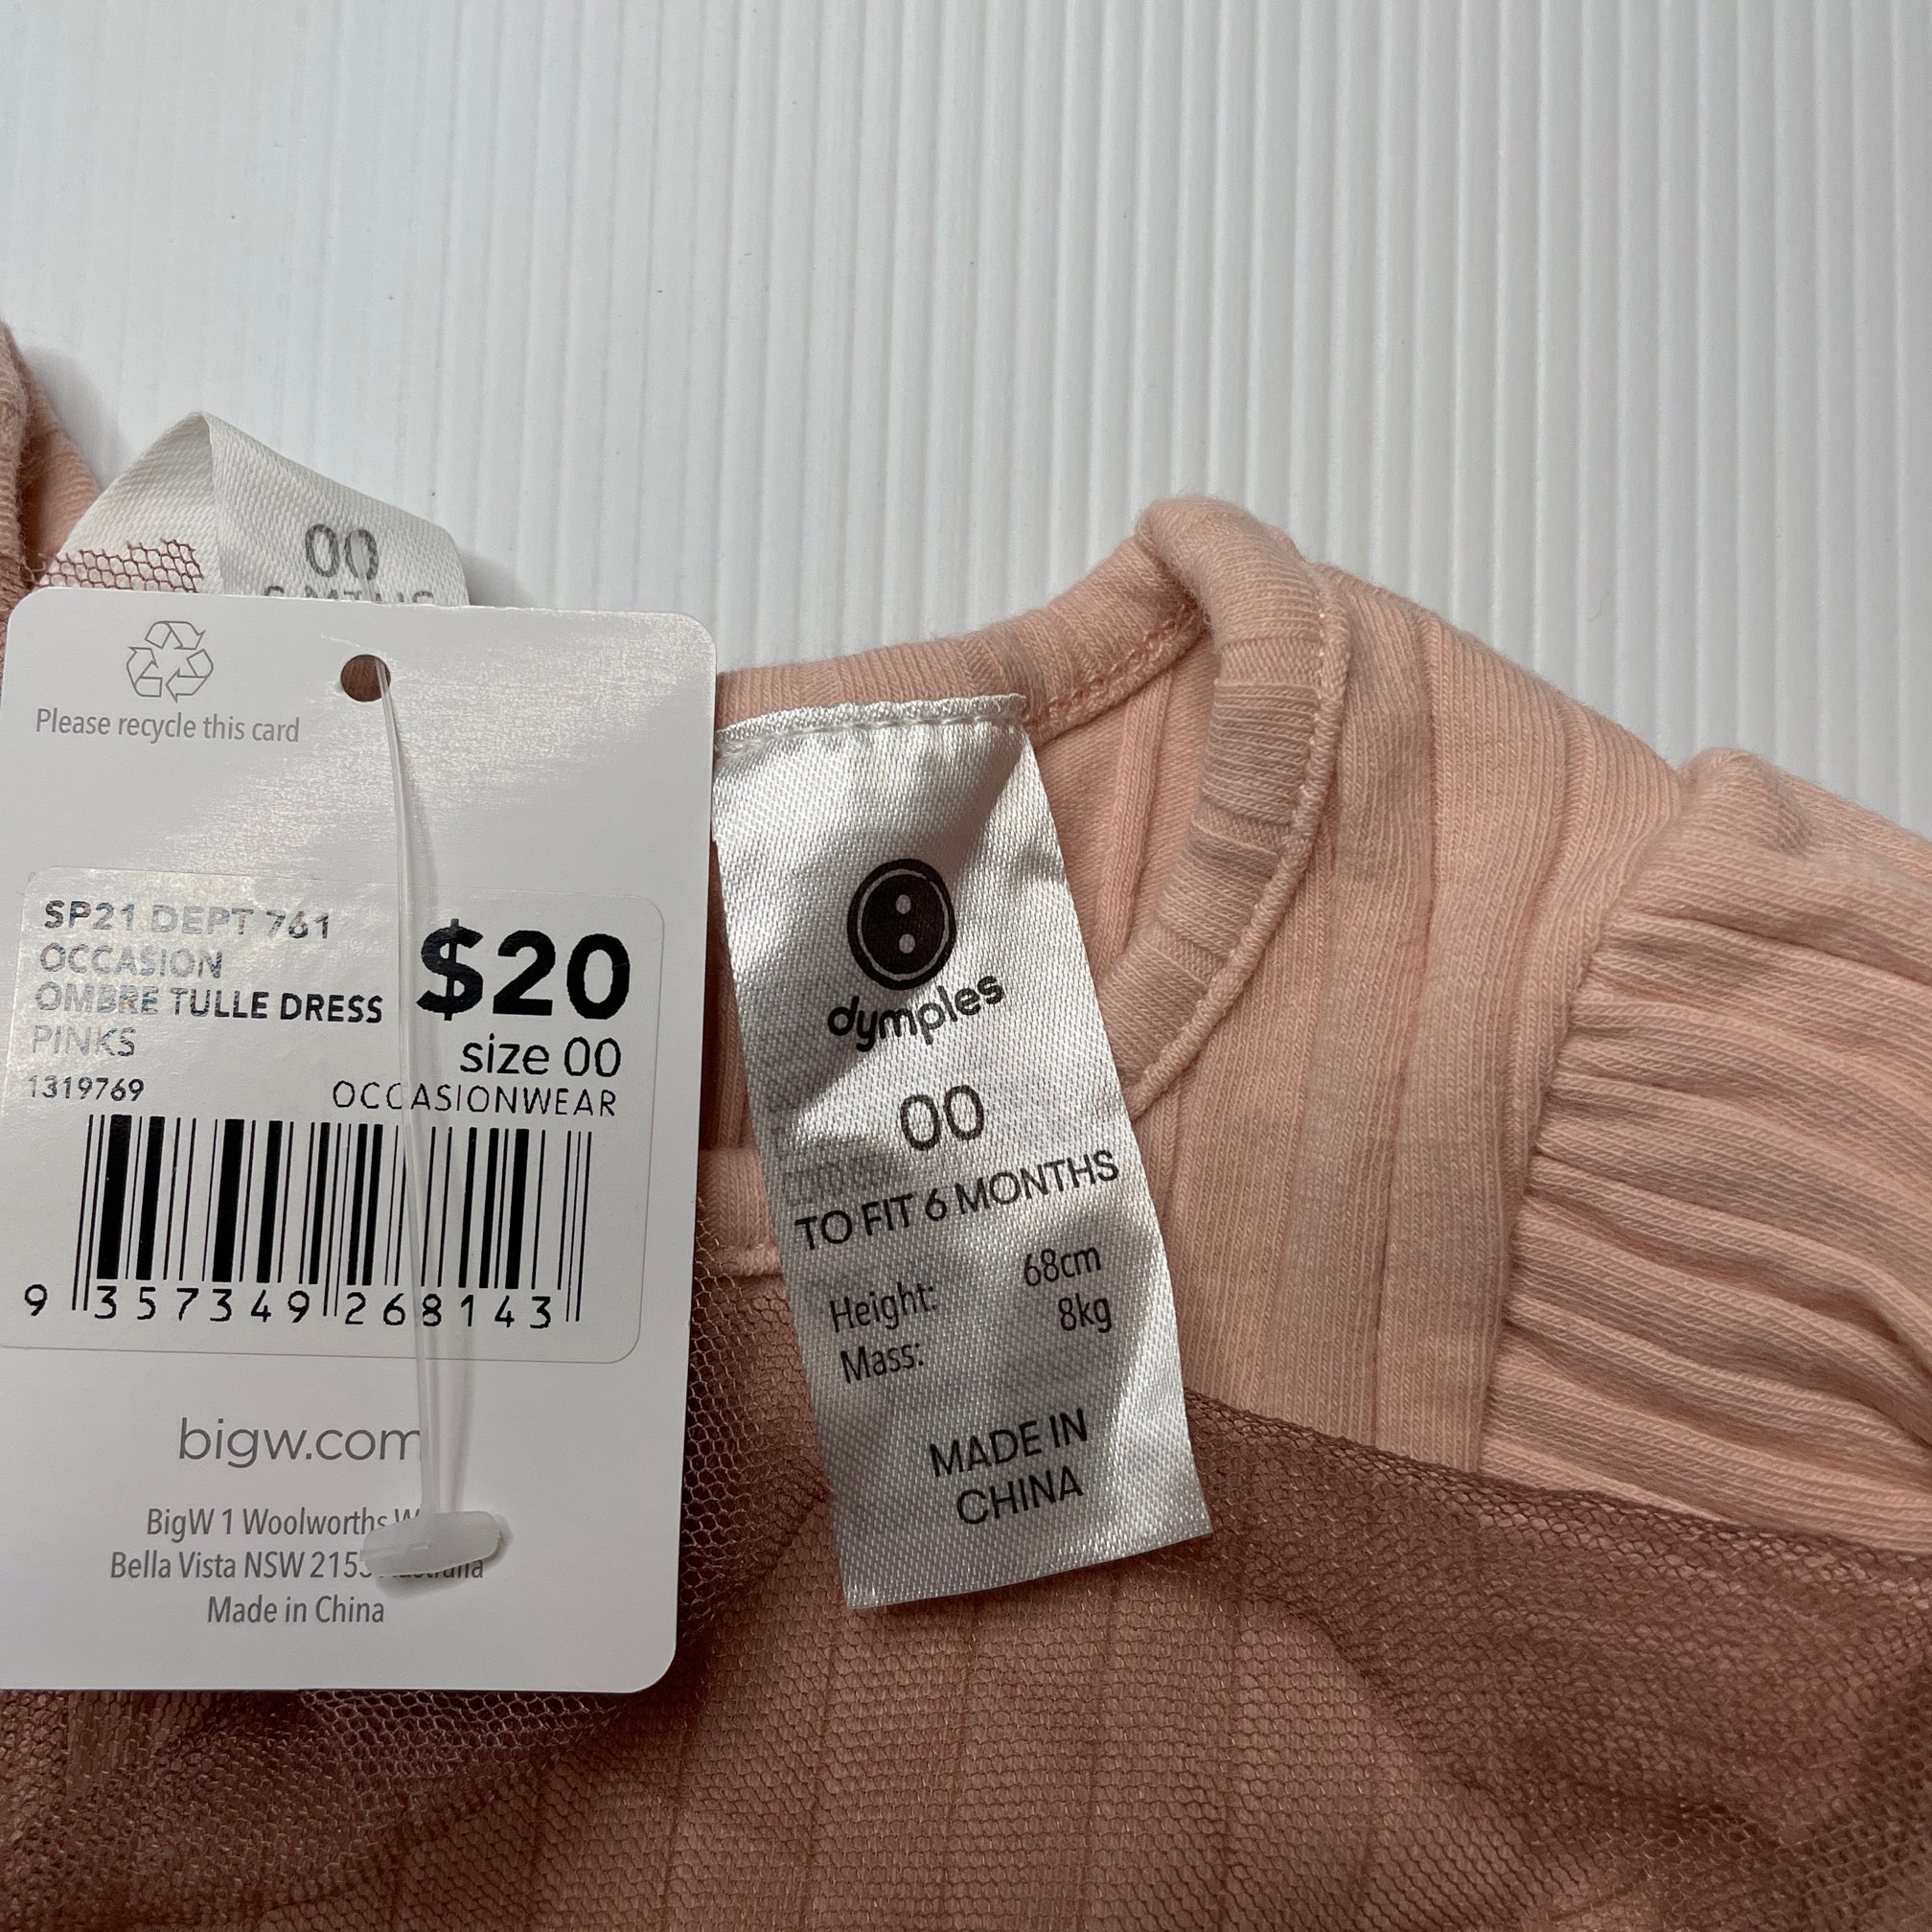 00
Please recycle this card
SP21 DEPT 761
OCCASION
OMBRE TULLE DRESS
PINKS
1319769
$20
size 00
OCCASIONWEAR
9 357349 268143
bigw.com
BigW 1 Woolworths
Bella Vista NSW
Made in China
dymples
00
TO FIT 6 MONTHS
Height: 68cm
Mass: 8kg
MADE IN
CHINA